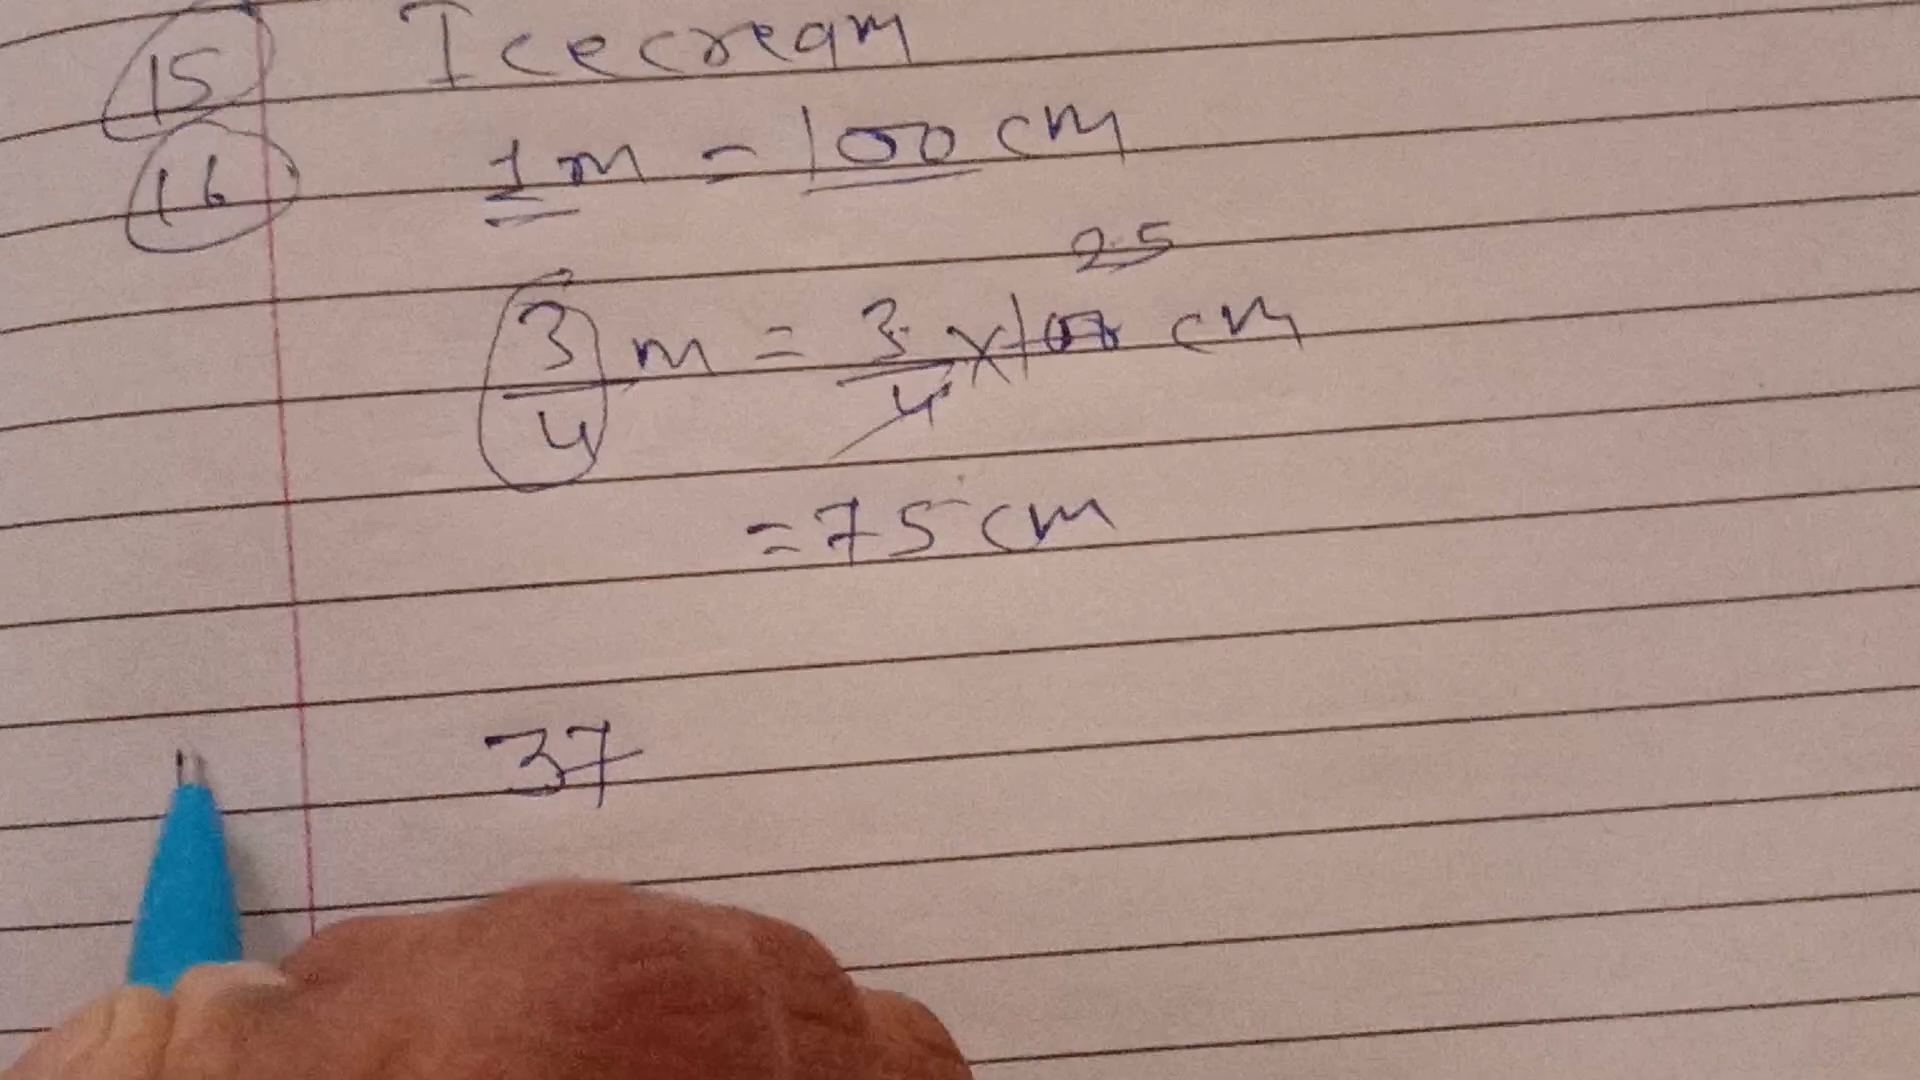 15 Icecream
16 1m = 100 cm
25
3/4 m = 3/4 x 100 cm
= 75 cm
37